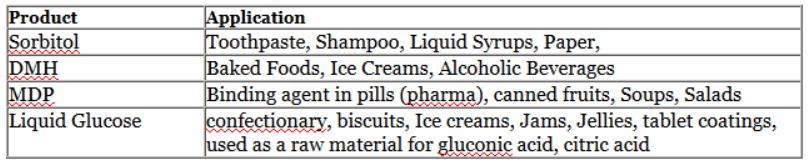 Product Application
Sorbitol Toothpaste, Shampoo, Liquid Syrups, Paper,
DMH Baked Foods, Ice Creams, Alcoholic Beverages
MDP Binding agent in pills (pharma), canned fruits, Soups, Salads
Liquid Glucose confectionary, biscuits, Ice creams, Jams, Jellies, tablet coatings,
used as a raw material for gluconic acid, citric acid